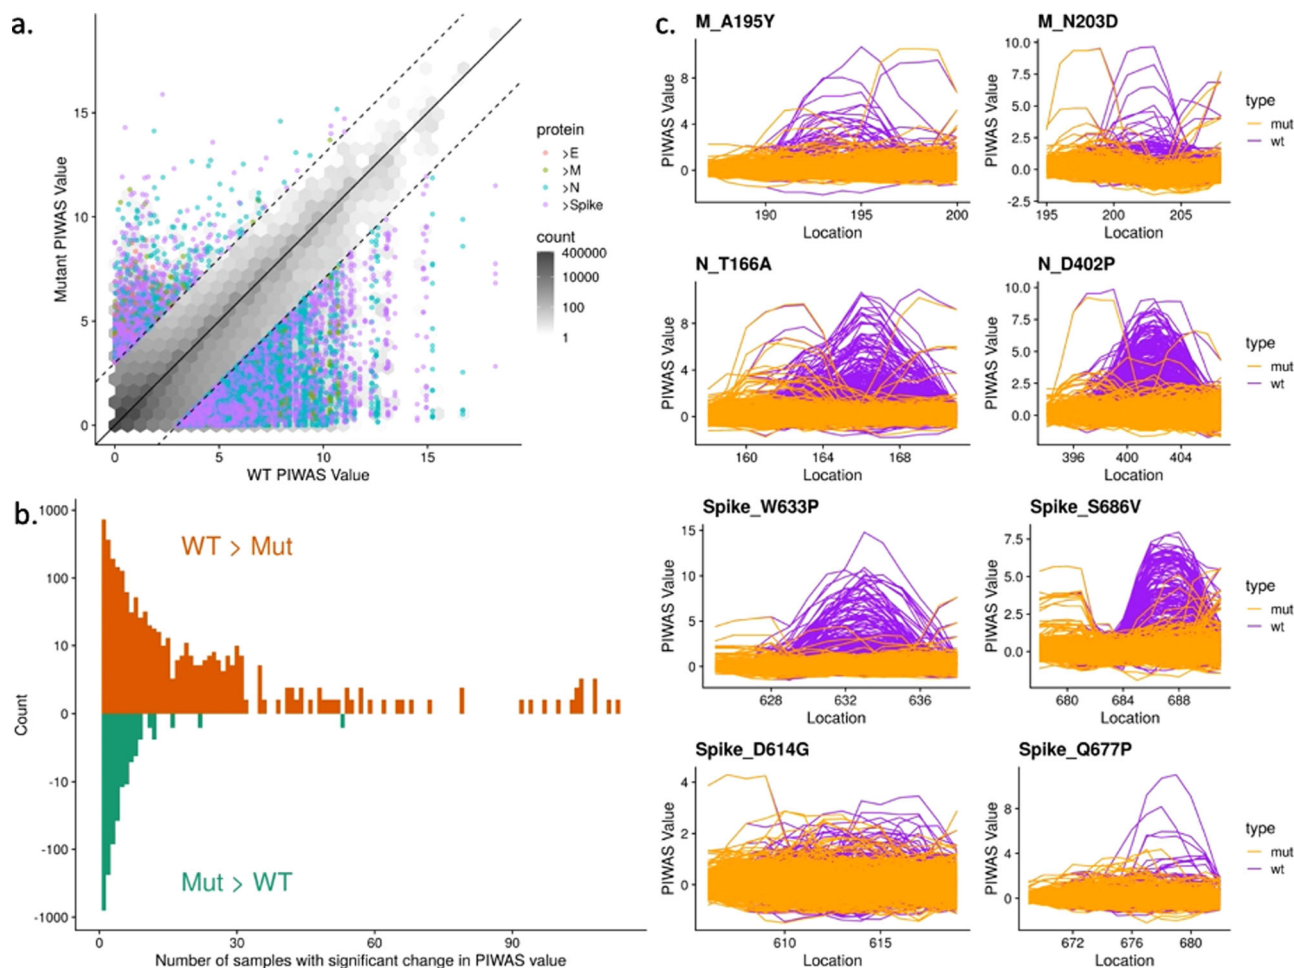 a.
15
10
5
0
Mutant PIWAS Value
0 5 10 15
WT PIWAS Value
protein
>E
>M
>N
>Spike
count
400000
10000
100
1
b.
1000
100
10
0
-10
-100
-1000
Count
WT > Mut
Mut > WT
0 30 60 90
Number of samples with significant change in PIWAS value
c.
M_A195Y
8
4
0
PIWAS Value
190 195 200
Location
M_N203D
10.0
7.5
5.0
2.5
0.0
-2.5
PIWAS Value
195 200 205
Location
type
mut
wt
N_T166A
8
4
0
PIWAS Value
160 164 168
Location
N_D402P
10.0
7.5
5.0
2.5
0.0
PIWAS Value
396 400 404
Location
type
mut
wt
Spike_W633P
15
10
5
0
PIWAS Value
628 632 636
Location
Spike_S686V
7.5
5.0
2.5
0.0
PIWAS Value
680 684 688
Location
type
mut
wt
Spike_D614G
4
2
0
PIWAS Value
610 615
Location
Spike_Q677P
8
4
0
PIWAS Value
672 676 680
Location
type
mut
wt